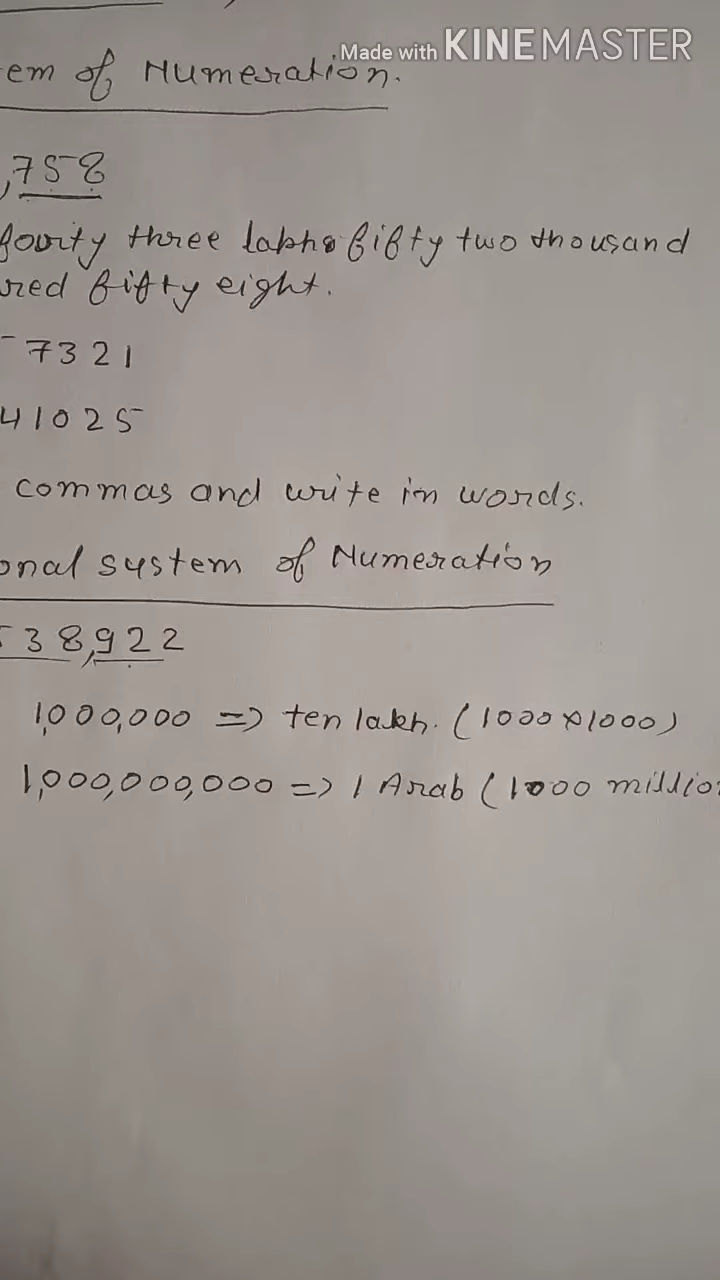 Made with KINEMASTER
em of Numeration.
,758
fourty three lakhs fifty two thousand
red fifty eight.
7321
41025
commas and write in words.
onal system of Numeration
38,922
1,000,000 => ten lakh. (1000×1000)
1,000,000,000 => 1 Arab (1000 millio